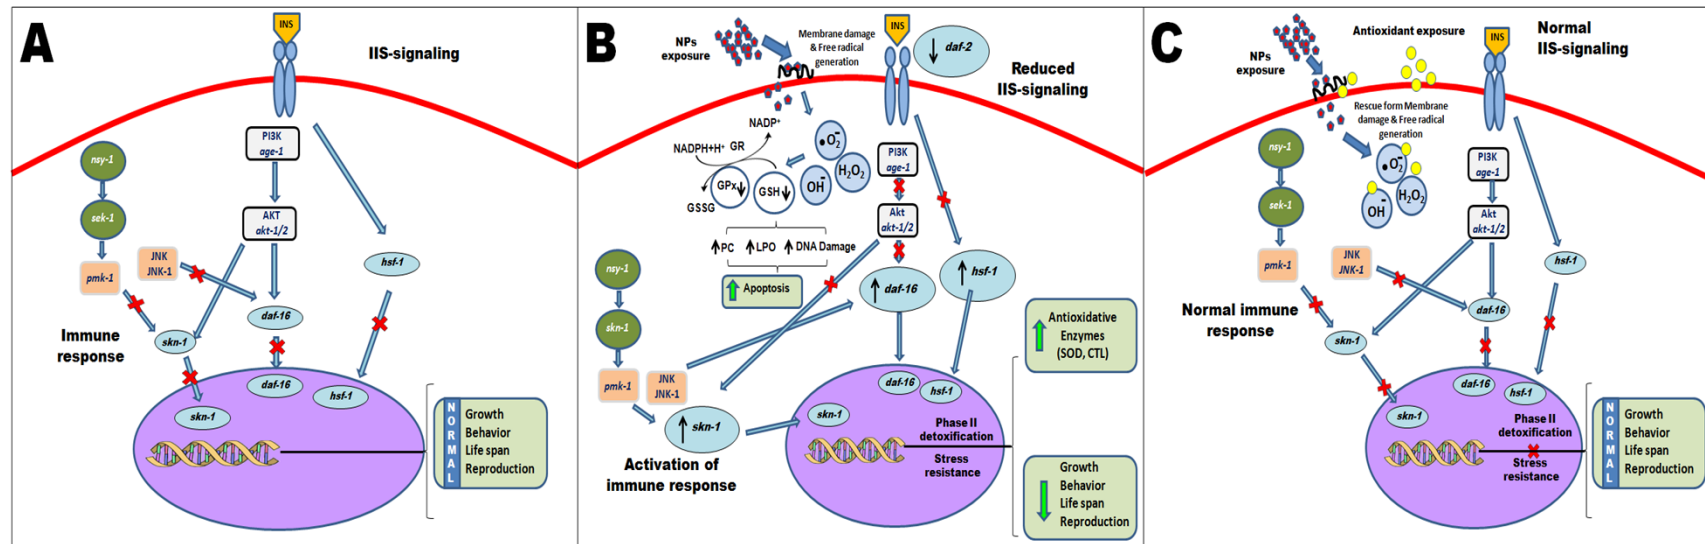 A
INS
IIS-signaling
PI3K
age-1
nsy-1
sek-1
AKT
akt-1/2
pmk-1
JNK
JNK-1
hsf-1
Immune
response
daf-16
skn-1
daf-16
hsf-1
skn-1
NORMAL
Growth
Behavior
Life span
Reproduction
B
NPs
exposure
Membrane damage
& Free radical
generation
INS
daf-2
Reduced
IIS-signaling
NADP⁺
NADPH+H⁺ GR
•O₂⁻
H₂O₂
OH⁻
GPx
GSH
GSSG
PI3K
age-1
Akt
akt-1/2
PC
LPO
DNA Damage
Apoptosis
nsy-1
skn-1
pmk-1
JNK
JNK-1
daf-16
hsf-1
skn-1
Activation of
immune response
daf-16
hsf-1
skn-1
Phase II
detoxification
Stress
resistance
Antioxidative
Enzymes
(SOD, CTL)
Growth
Behavior
Life span
Reproduction
C
NPs
exposure
Antioxidant exposure
INS
Normal
IIS-signaling
Rescue form Membrane
damage & Free radical
generation
•O₂⁻
H₂O₂
OH⁻
nsy-1
sek-1
pmk-1
JNK
JNK-1
PI3K
age-1
Akt
akt-1/2
hsf-1
Normal immune
response
daf-16
skn-1
daf-16
hsf-1
skn-1
Phase II
detoxification
Stress
resistance
NORMAL
Growth
Behavior
Life span
Reproduction